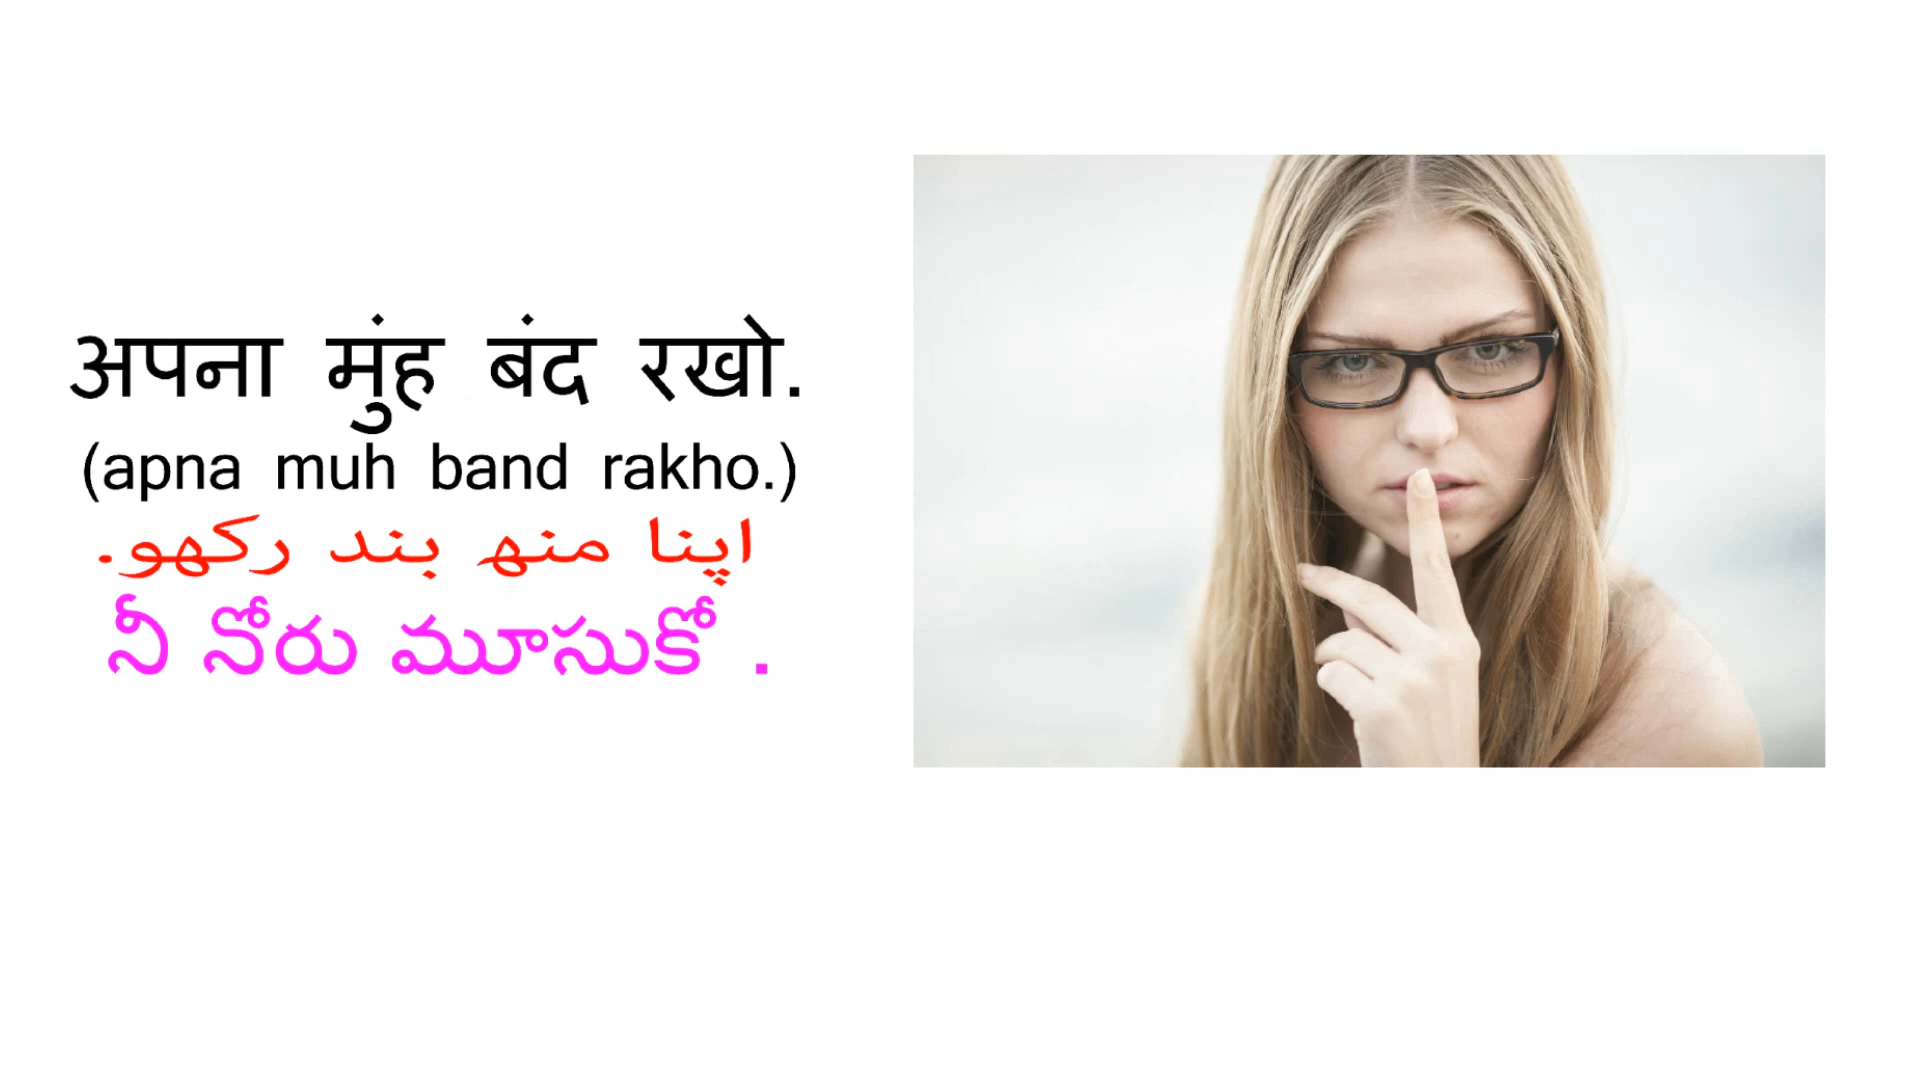 अपना मुंह बंद रखो.
(apna muh band rakho.)
اپنا منھ بند رکھو۔
నీ నోరు మూసుకో .